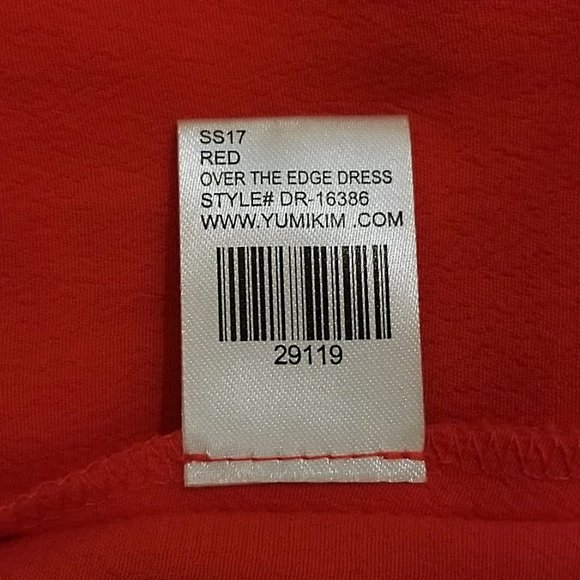 SS17
RED
OVER THE EDGE DRESS
STYLE# DR-16386
WWW.YUMIKIM .COM
29119